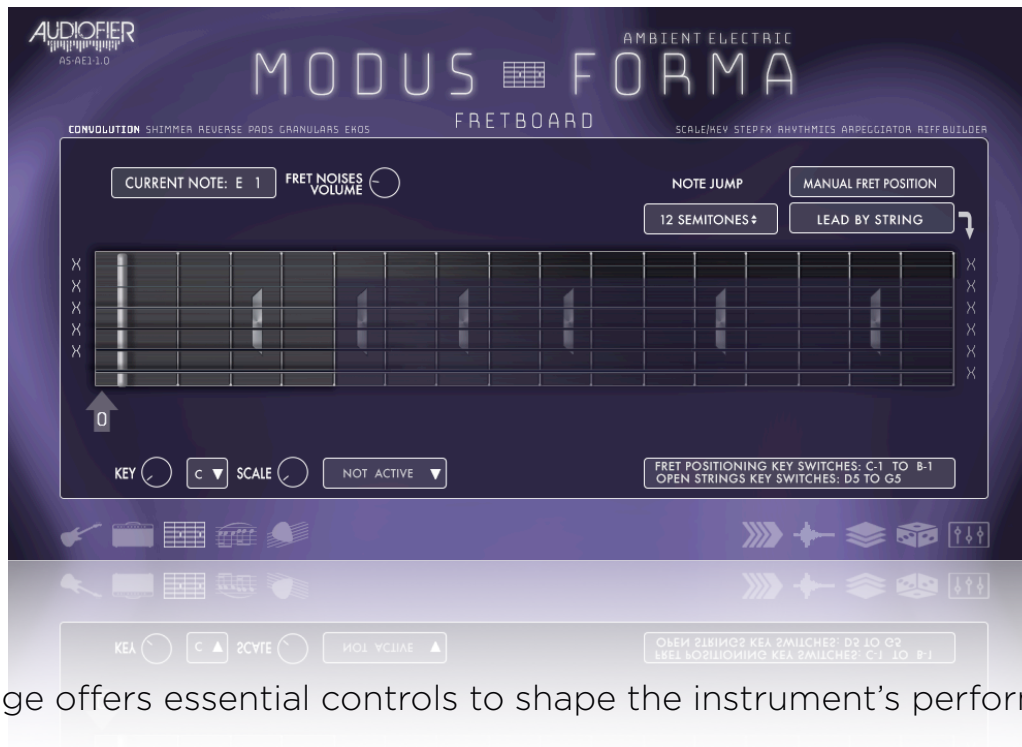 AUDIOFIER
AS-AE1-1.0
AMBIENT ELECTRIC
MODUS FORMA
FRETBOARD
CONVOLUTION SHIMMER REVERSE PADS GRANULARS EKOS
SCALE/KEY STEPFX RHYTHMICS ARPEGGIATOR RIFFBUILDER
CURRENT NOTE: E 1
FRET NOISES
VOLUME
NOTE JUMP
MANUAL FRET POSITION
12 SEMITONES
LEAD BY STRING
X X
X X
X X
X X
X X
X
0
KEY C SCALE NOT ACTIVE
FRET POSITIONING KEY SWITCHES: C-1 TO B-1
OPEN STRINGS KEY SWITCHES: D5 TO G5
KEY C SCALE NOT ACTIVE
OPEN STRINGS KEY SWITCHES: D5 TO G5
FRET POSITIONING KEY SWITCHES: C-1 TO B-1
ge offers essential controls to shape the instrument's perfor